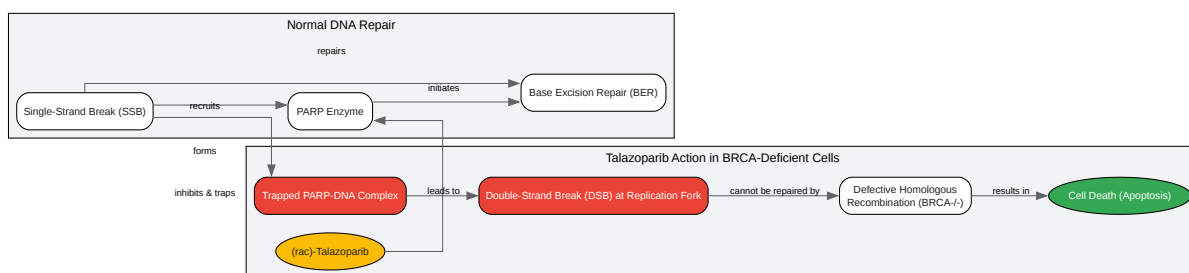 Normal DNA Repair
repairs
Single-Strand Break (SSB)
recruits
PARP Enzyme
initiates
Base Excision Repair (BER)
forms
inhibits & traps
Talazoparib Action in BRCA-Deficient Cells
Trapped PARP-DNA Complex
leads to
Double-Strand Break (DSB) at Replication Fork
cannot be repaired by
Defective Homologous
Recombination (BRCA-/-)
results in
Cell Death (Apoptosis)
(rac)-Talazoparib